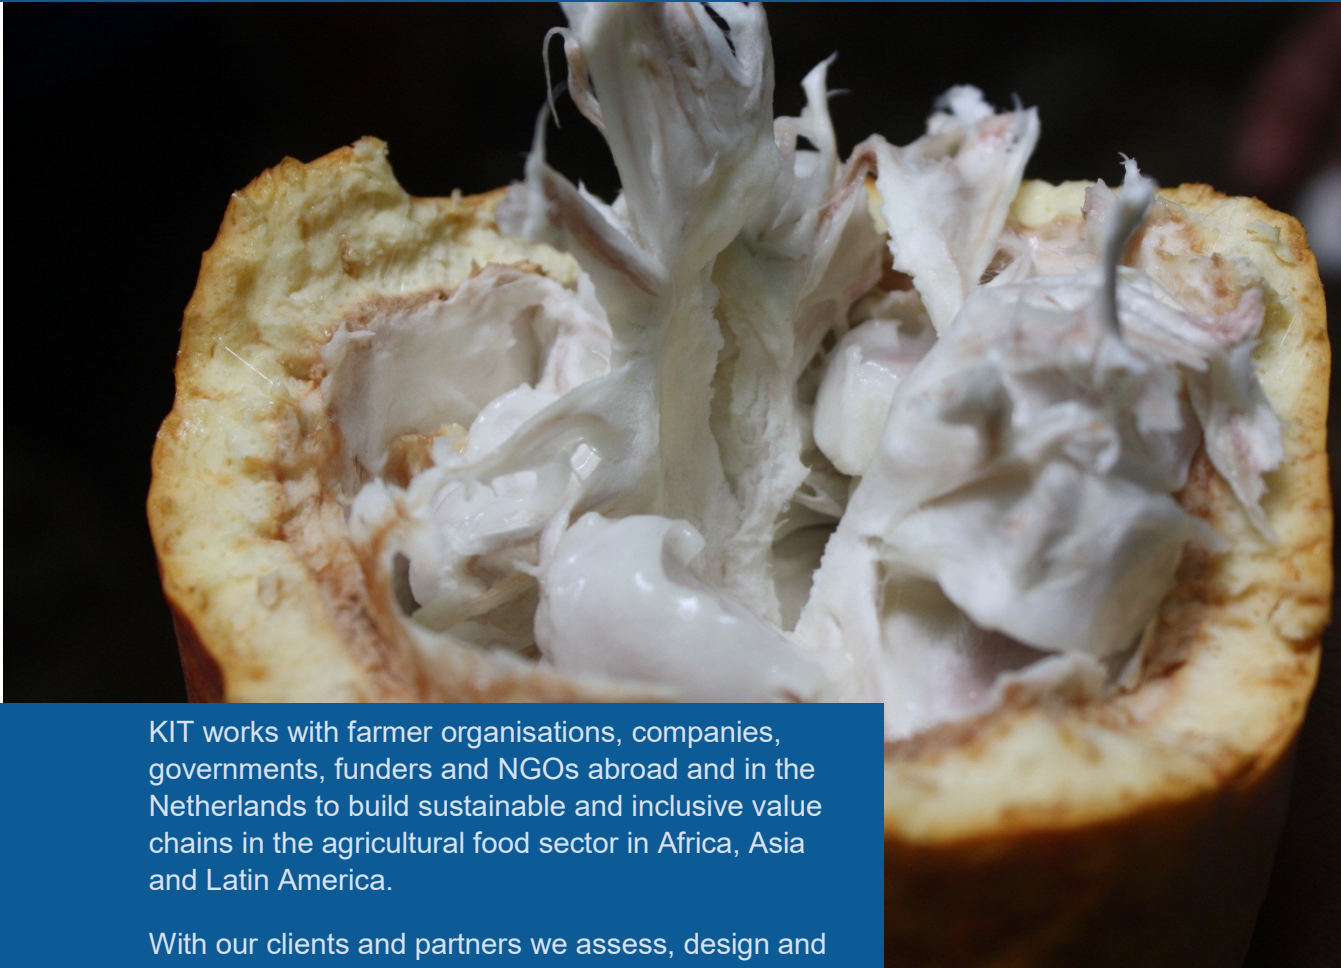 KIT works with farmer organisations, companies,
governments, funders and NGOs abroad and in the
Netherlands to build sustainable and inclusive value
chains in the agricultural food sector in Africa, Asia
and Latin America.
With our clients and partners we assess, design and